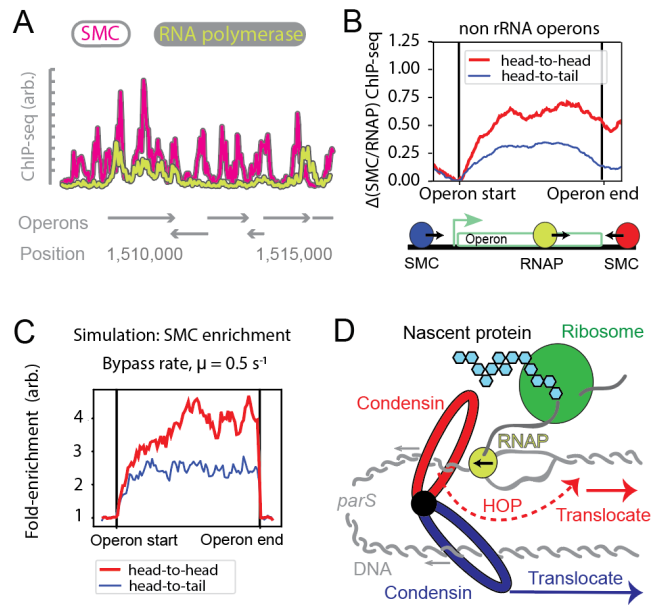 A
SMC
RNA polymerase
ChIP-seq (arb.)
Operons
Position
1,510,000
1,515,000
B
non rRNA operons
Δ(SMC/RNAP) ChIP-seq
1.25
1.00
0.75
0.50
0.25
0.00
head-to-head
head-to-tail
Operon start
Operon end
Operon
SMC
RNAP
SMC
C
Simulation: SMC enrichment
Bypass rate, μ = 0.5 s⁻¹
Fold-enrichment (arb.)
4
3
2
1
Operon start
Operon end
head-to-head
head-to-tail
D
Nascent protein
Ribosome
Condensin
RNAP
parS
HOP
Translocate
DNA
Translocate
Condensin